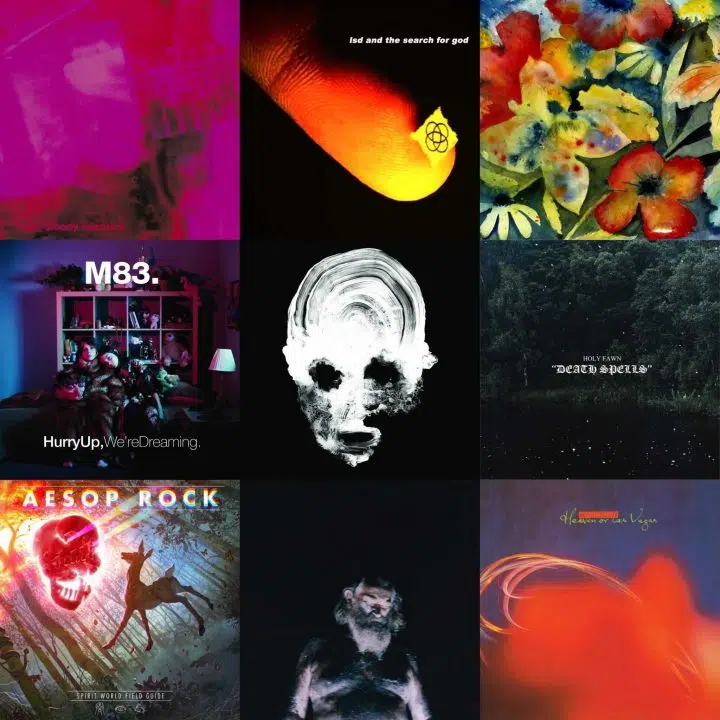 lsd and the search for god
M83.
HurryUp,We'reDreaming.
HOLY FAWN
"DEATH SPELLS"
AESOP ROCK
SPIRIT WORLD FIELD GUIDE
Heaven or Las Vegas